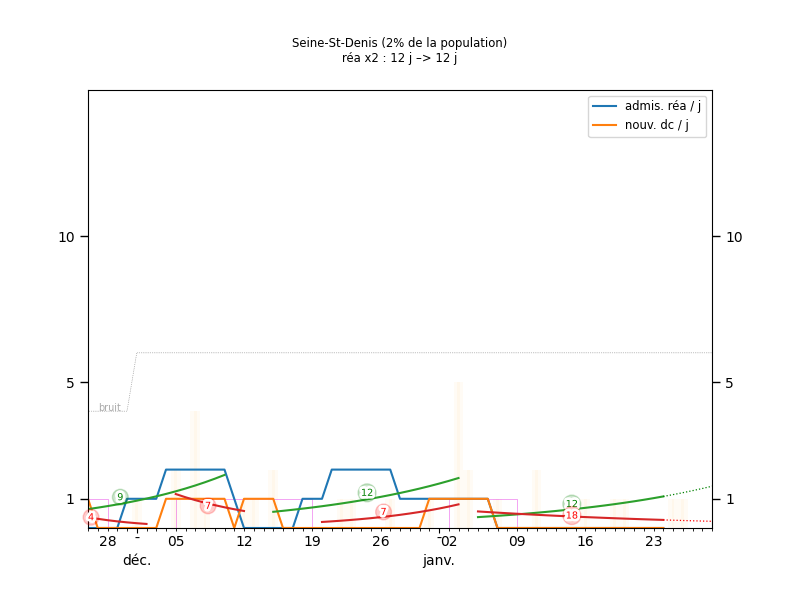 Seine-St-Denis (2% de la population)
réa x2 : 12 j –> 12 j
admis. réa / j
nouv. dc / j
10 10
5 5
bruit
1 1
9 12 12
4 7 7 18
28 - 05 12 19 26 02 09 16 23
déc. janv.